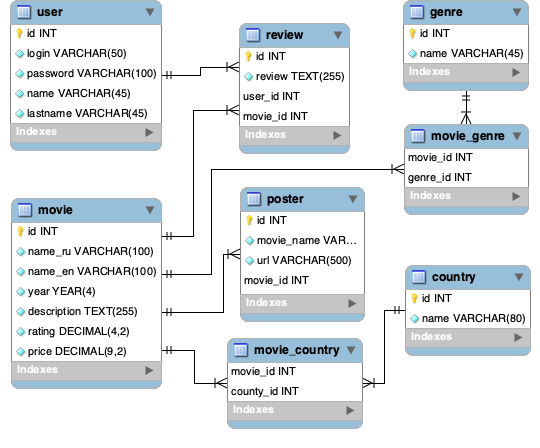 user
id INT
login VARCHAR(50)
password VARCHAR(100)
name VARCHAR(45)
lastname VARCHAR(45)
Indexes
review
id INT
review TEXT(255)
user_id INT
movie_id INT
Indexes
genre
id INT
name VARCHAR(45)
Indexes
movie_genre
movie_id INT
genre_id INT
Indexes
movie
id INT
name_ru VARCHAR(100)
name_en VARCHAR(100)
year YEAR(4)
description TEXT(255)
rating DECIMAL(4,2)
price DECIMAL(9,2)
Indexes
poster
id INT
movie_name VAR...
url VARCHAR(500)
movie_id INT
Indexes
country
id INT
name VARCHAR(80)
Indexes
movie_country
movie_id INT
county_id INT
Indexes